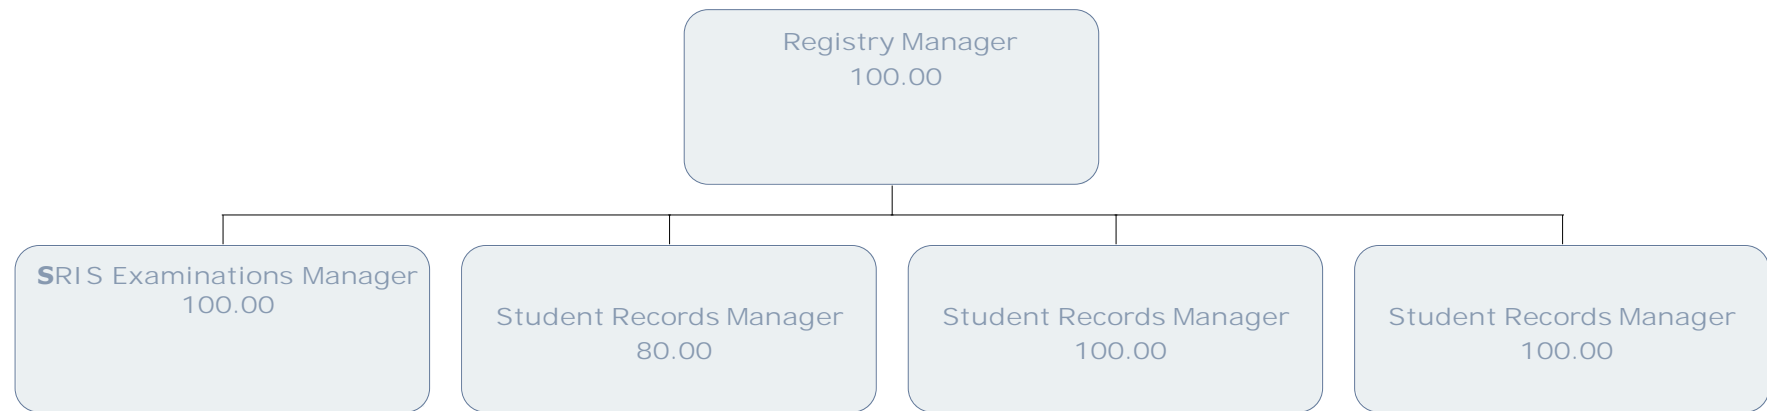 Registry Manager
100.00
SRIS Examinations Manager
100.00
Student Records Manager
80.00
Student Records Manager
100.00
Student Records Manager
100.00